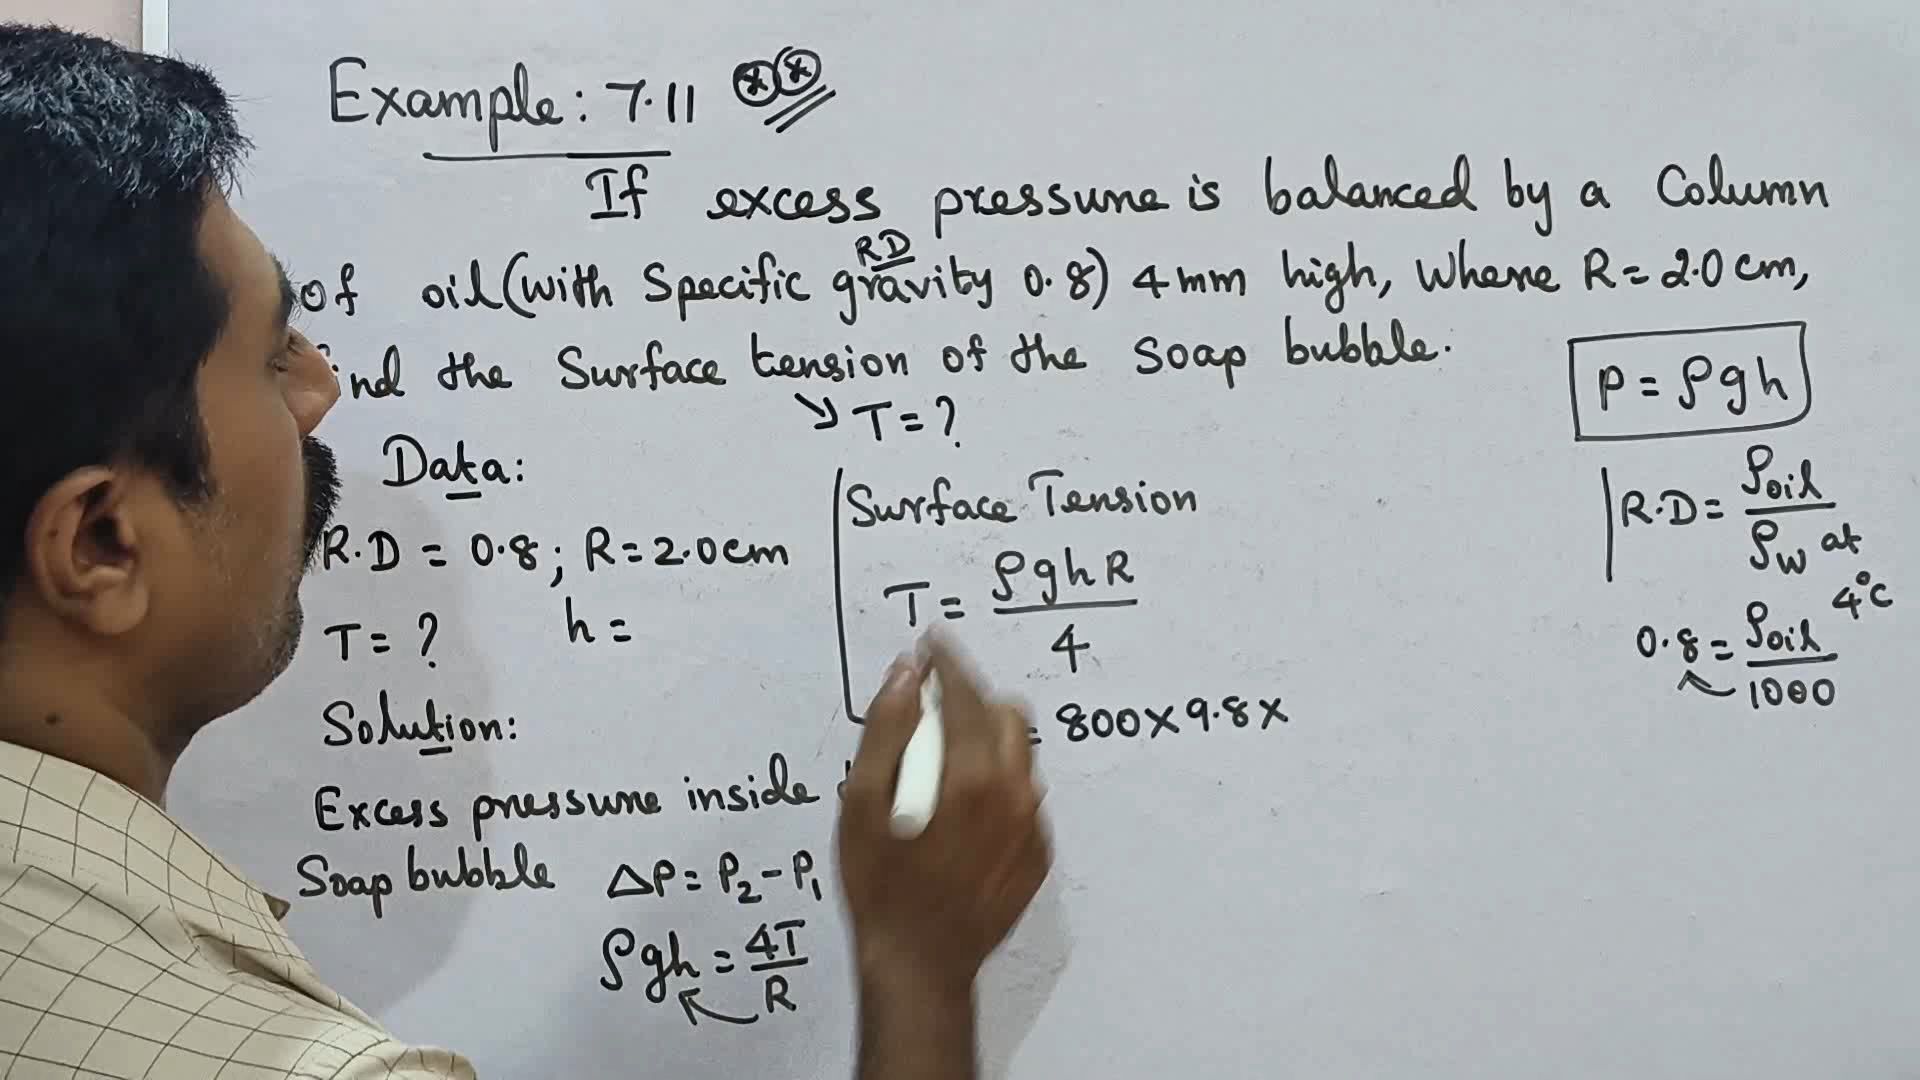 Example: 7.11 **
If excess pressure is balanced by a Column
RD
of oil (with Specific gravity 0.8) 4 mm high, Where R = 2.0 cm,
the Surface tension of the Soap bubble.
T = ?
P = ρgh
Data:
R.D = 0.8 ; R = 2.0 cm
T = ? h =
Surface Tension
T = ρghR/4
= 800 × 9.8 ×
R.D = ρoil/ρw at 4°C
0.8 = ρoil/1000
Solution:
Excess pressure inside
Soap bubble ΔP = P₂ - P₁
ρgh = 4T/R